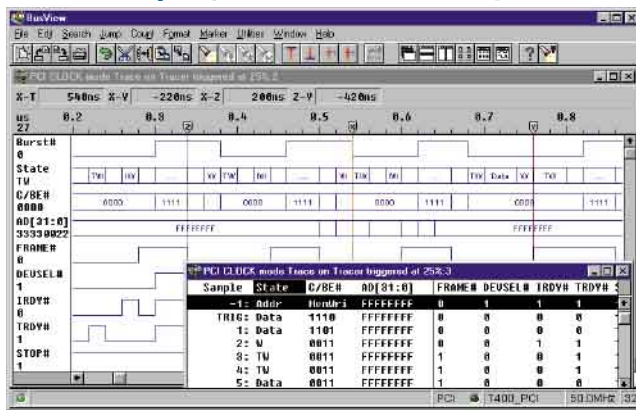 BusView
File Edit Search Jump Count Format Marker Utilities Window Help
PCI CLOCK mode Trace on Tracer triggered at 25%:2
X-T 540ns X-Y -220ns X-Z 200ns Z-Y -420ns
us 0.2 0.3 0.4 0.5 0.6 0.7 0.8
27 Z X Y
Burst#
0
State
TW
C/BE# 0000 1111 0000 1111 0000 1111 0000 1111
0000
AD[31:0] FFFFFFFF FFFFFFFF
33330022
FRAME#
0
DEVSEL#
1
IRDY#
0
TRDY#
1
STOP#
1
PCI CLOCK mode Trace on Tracer triggered at 25%:3
Sample State C/BE# AD[31:0] FRAME# DEVSEL# IRDY# TRDY# S
-1: Addr MemWri FFFFFFFF 0 1 1 1
TRIG: Data 1110 FFFFFFFF 0 0 0 0
1: Data 1101 FFFFFFFF 0 0 0 0
2: W 0011 FFFFFFFF 0 0 1 1
3: TW 0011 FFFFFFFF 1 0 0 1
4: TW 0011 FFFFFFFF 1 0 0 1
5: Data 0011 FFFFFFFF 1 0 0 0
PCI T400_PCI 50.0MHz 32